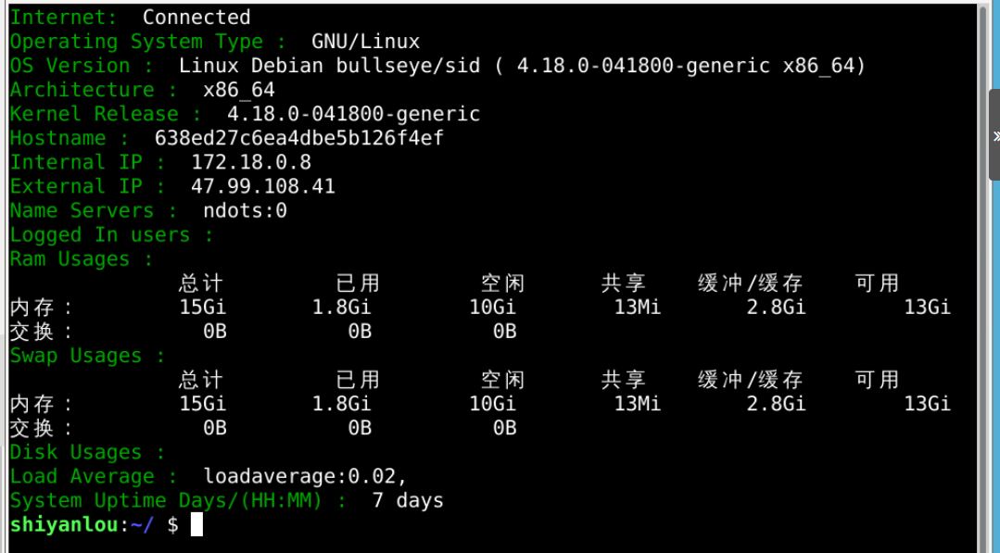 Internet:  Connected
Operating System Type :  GNU/Linux
OS Version :  Linux Debian bullseye/sid ( 4.18.0-041800-generic x86_64)
Architecture :  x86_64
Kernel Release :  4.18.0-041800-generic
Hostname :  638ed27c6ea4dbe5b126f4ef
Internal IP :  172.18.0.8
External IP :  47.99.108.41
Name Servers :  ndots:0
Logged In users :
Ram Usages :
总计 已用 空闲 共享 缓冲/缓存 可用
内存： 15Gi 1.8Gi 10Gi 13Mi 2.8Gi 13Gi
交换： 0B 0B 0B
Swap Usages :
总计 已用 空闲 共享 缓冲/缓存 可用
内存： 15Gi 1.8Gi 10Gi 13Mi 2.8Gi 13Gi
交换： 0B 0B 0B
Disk Usages :
Load Average :  loadaverage:0.02,
System Uptime Days/(HH:MM) :  7 days
shiyanlou:~/ $
»